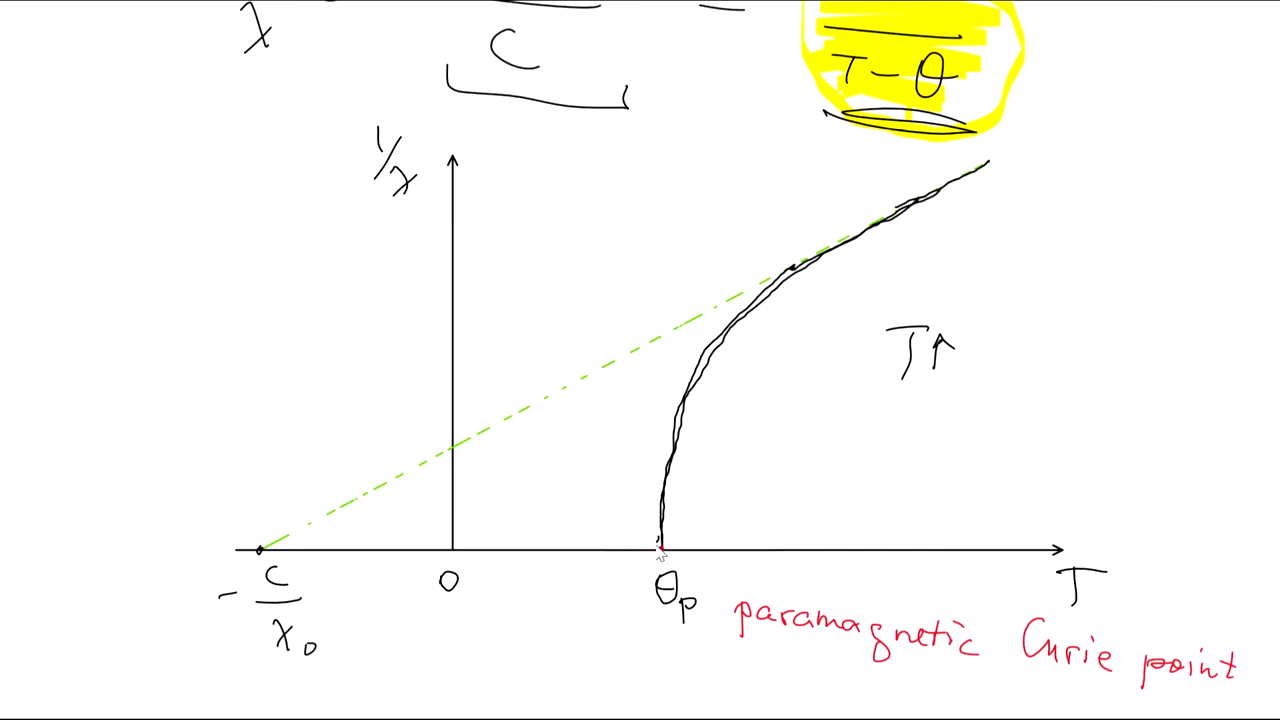 χ
C
T - θ
1/χ
T↑
- C/χ₀
0
θp
T
paramagnetic Curie point